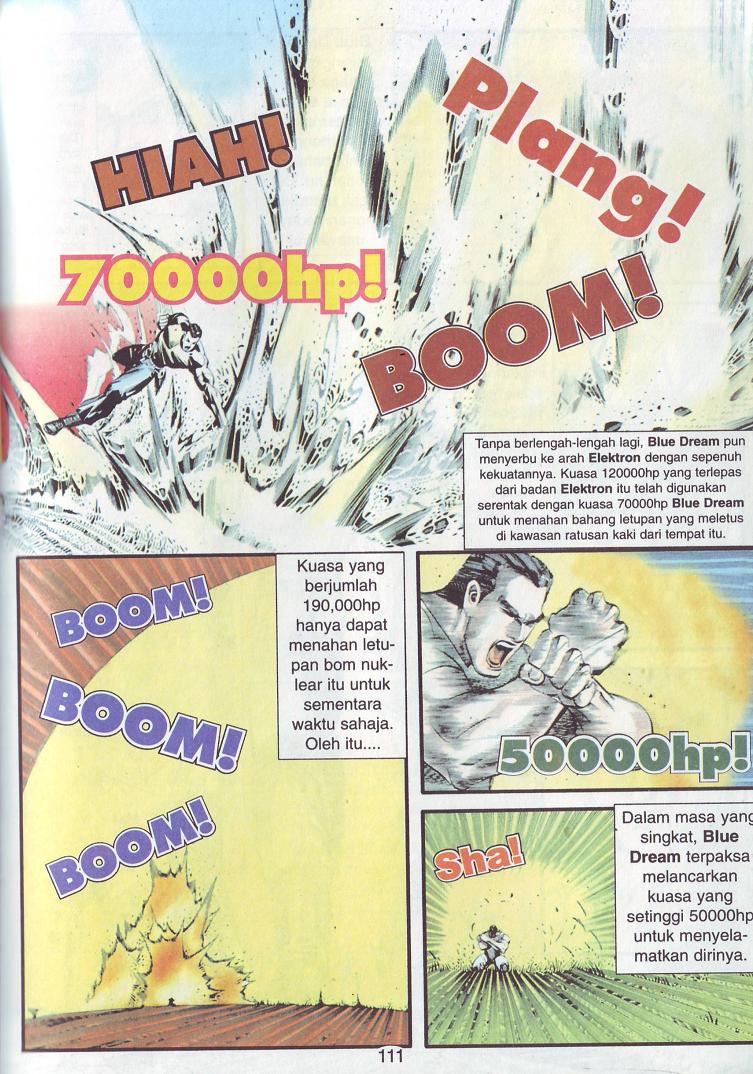 HIAH!
Plang!
70000hp!
BOOM!
Tanpa berlengah-lengah lagi, Blue Dream pun
menyerbu ke arah Elektron dengan sepenuh
kekuatannya. Kuasa 120000hp yang terlepas
dari badan Elektron itu telah digunakan
serentak dengan kuasa 70000hp Blue Dream
untuk menahan bahang letupan yang meletus
di kawasan ratusan kaki dari tempat itu.
BOOM!
BOOM!
BOOM!
Kuasa yang
berjumlah
190,000hp
hanya dapat
menahan letu-
pan bom nuk-
lear itu untuk
sementara
waktu sahaja.
Oleh itu....
50000hp!
Sha!
Dalam masa yang
singkat, Blue
Dream terpaksa
melancarkan
kuasa yang
setinggi 50000hp
untuk menyela-
matkan dirinya.
111